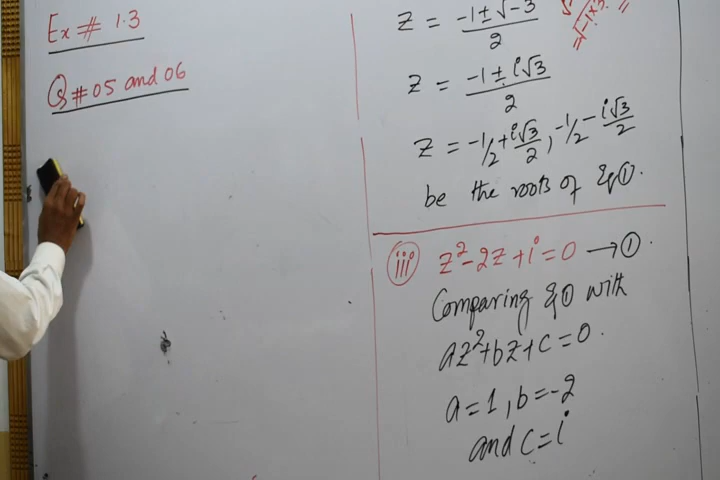 Ex # 1.3
Q # 05 and 06
z = -1±√-3 / 2
z = -1 ± i√3 / 2
z = -1/2 + i√3/2 , -1/2 - i√3/2
be the roots of Eq①.
(iii) z² - 2z + i = 0 → ①.
Comparing Eq① with
az² + bz + c = 0.
a = 1 , b = -2
and c = i